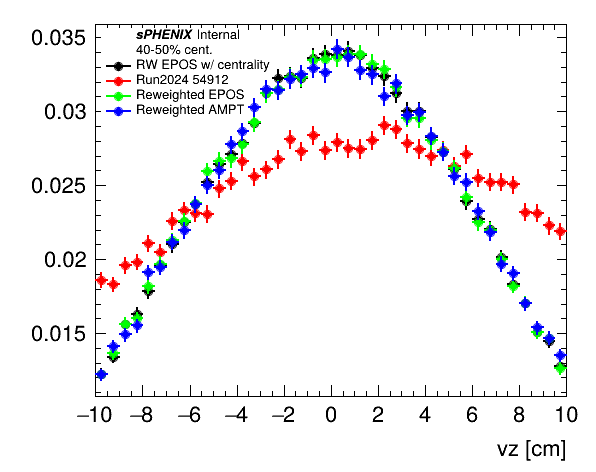 sPHENIX Internal
40-50% cent.
RW EPOS w/ centrality
Run2024 54912
Reweighted EPOS
Reweighted AMPT
0.035
0.03
0.025
0.02
0.015
−10 −8 −6 −4 −2 0 2 4 6 8 10
vz [cm]